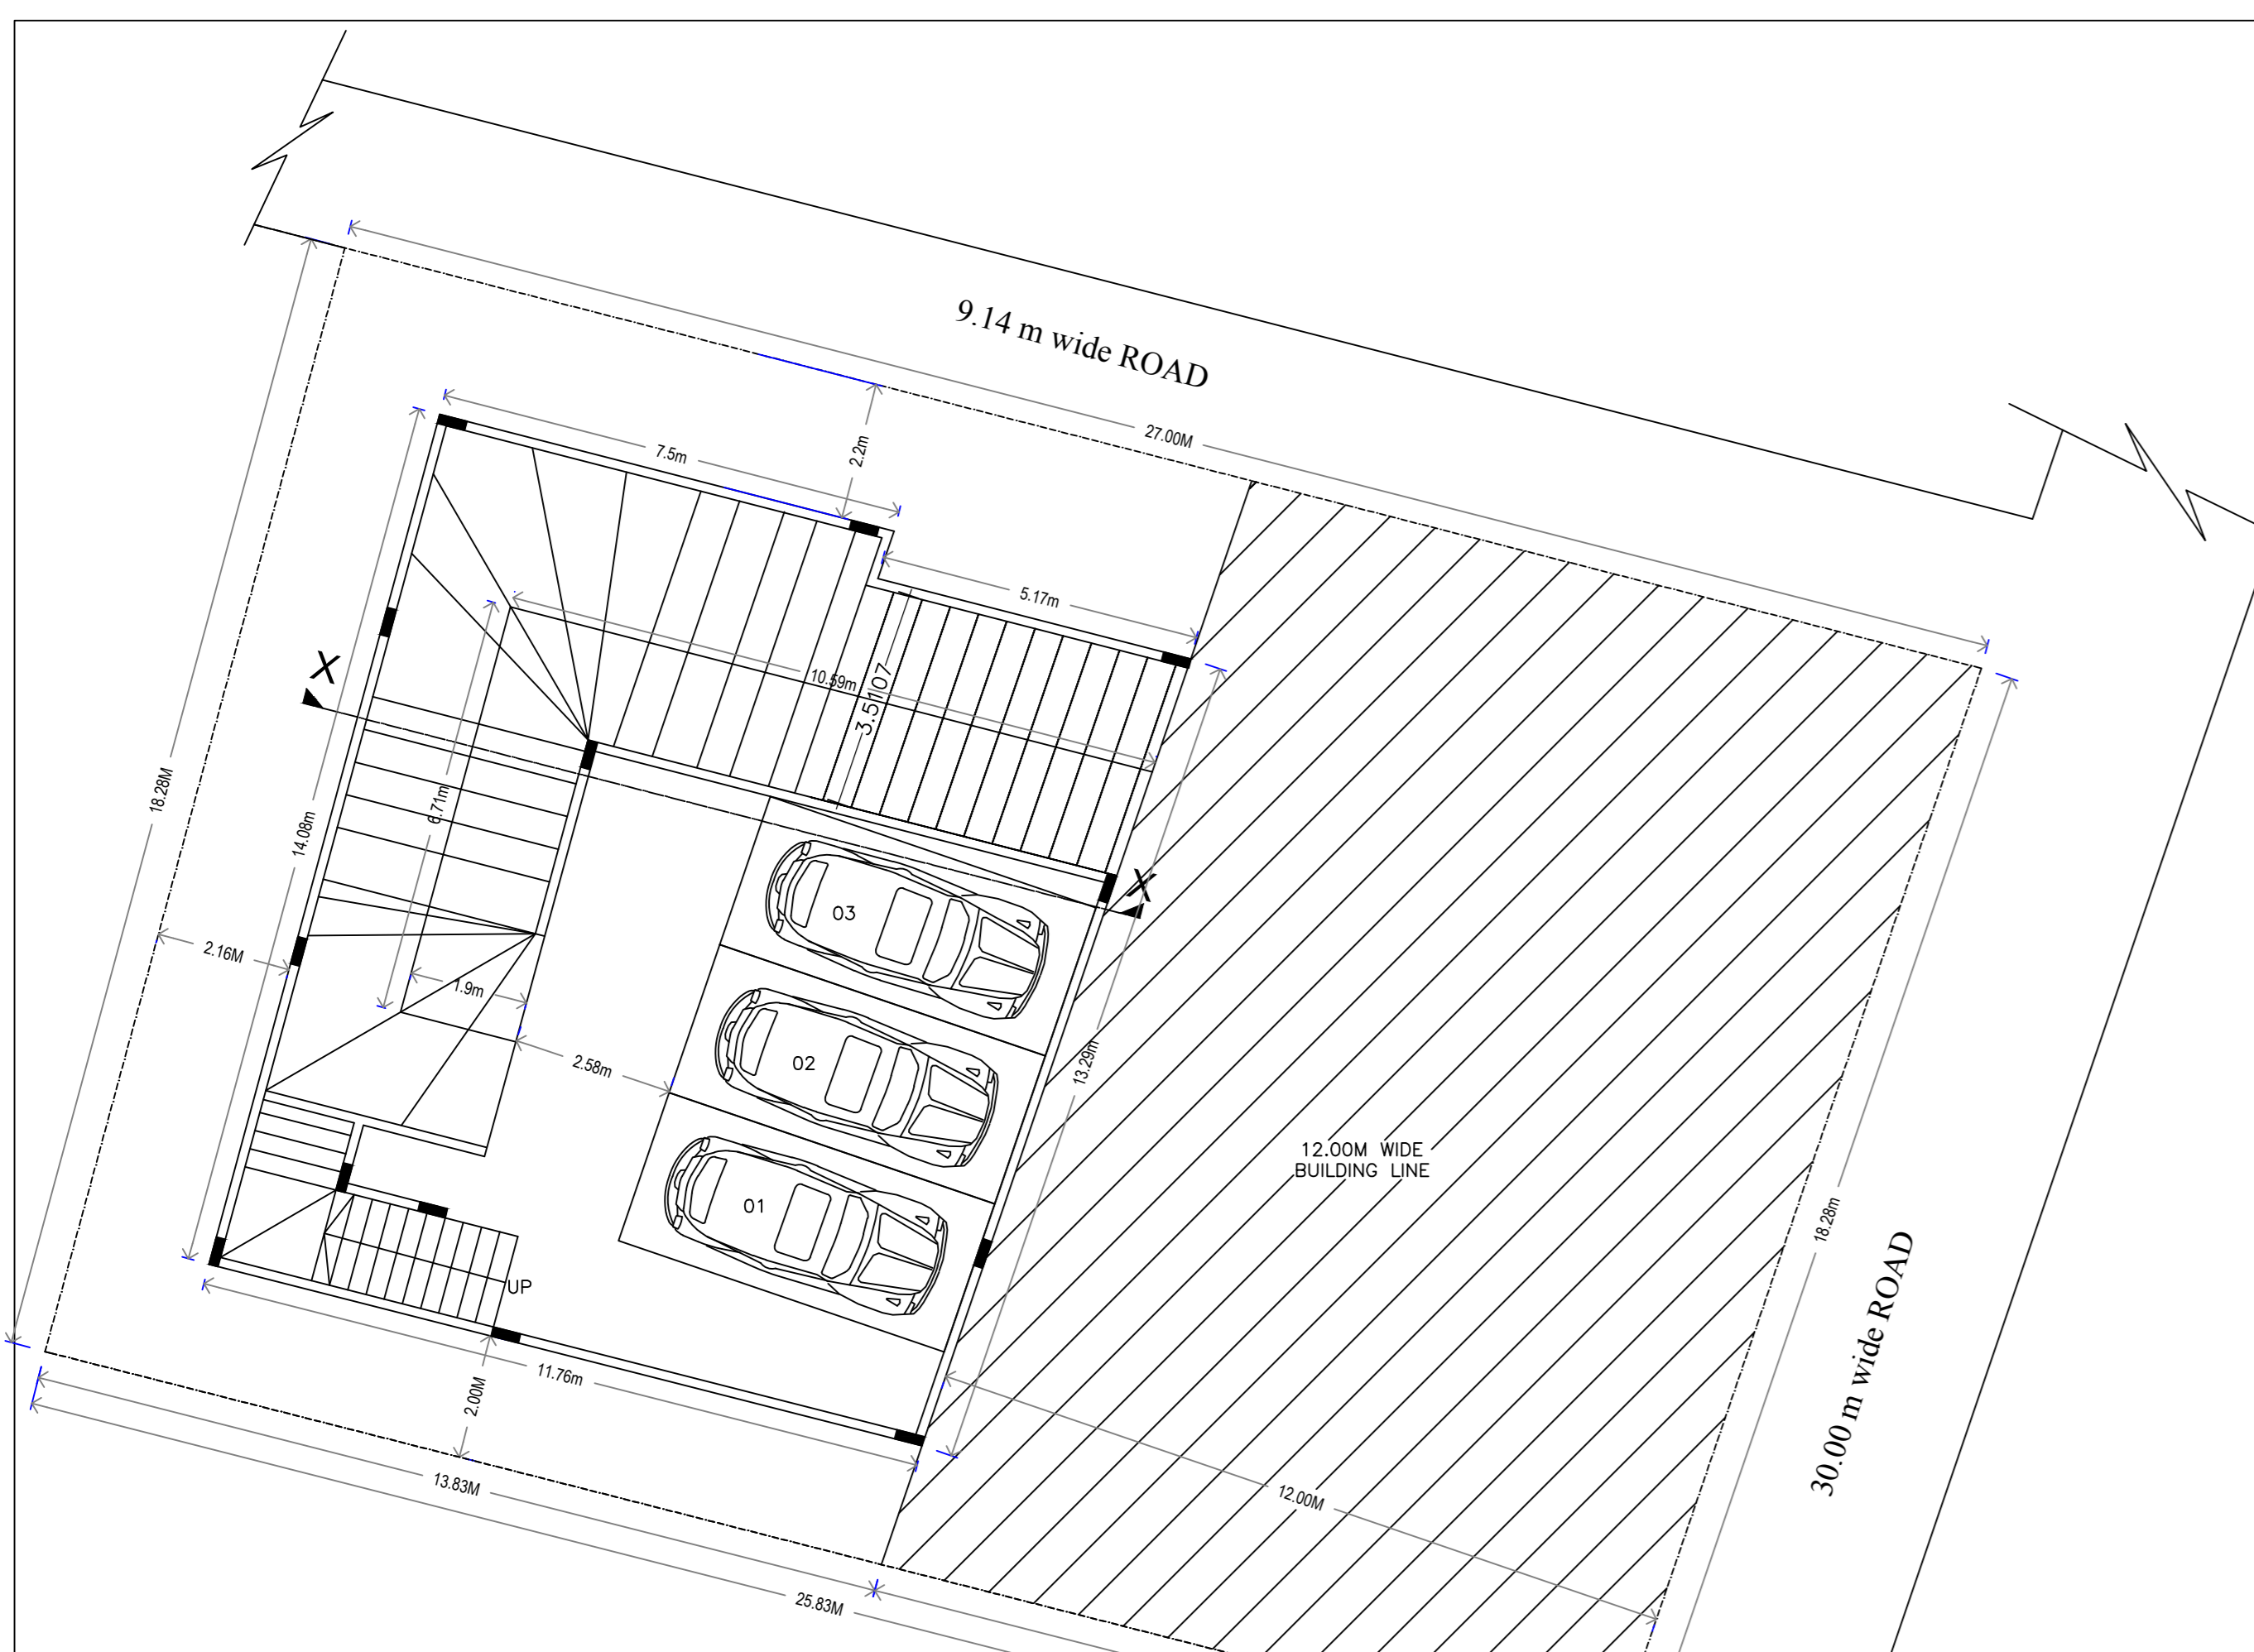 9.14 m wide ROAD
27.00M
2.2m
7.5m
5.17m
10.59m
3.5107
X
6.71m
18.28M
14.08m
X
03
2.16M
1.9m
2.58m
02
13.29m
12.00M WIDE
BUILDING LINE
01
18.28m
UP
30.00 m wide ROAD
11.76m
2.00M
13.83M
12.00M
25.83M